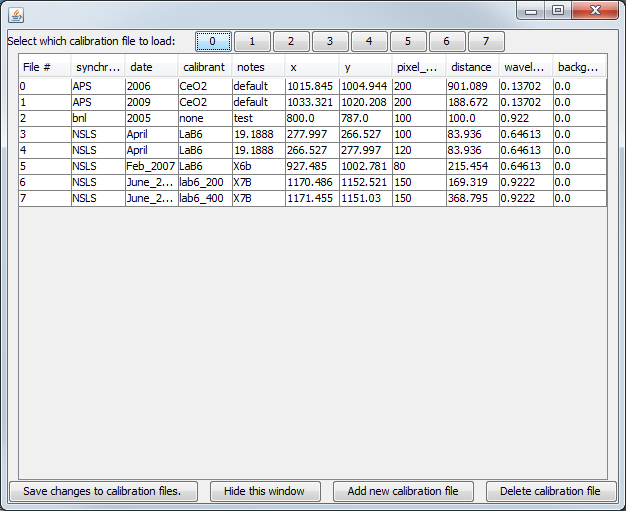 Select which calibration file to load: 0 1 2 3 4 5 6 7
File # synchr... date calibrant notes x y pixel_... distance wavel... backg...
0 APS 2006 CeO2 default 1015.845 1004.944 200 901.089 0.13702 0.0
1 APS 2009 CeO2 default 1033.321 1020.208 200 188.672 0.13702 0.0
2 bnl 2005 none test 800.0 787.0 100 100.0 0.922 0.0
3 NSLS April LaB6 19.1888 277.997 266.527 100 83.936 0.64613 0.0
4 NSLS April LaB6 19.1888 266.527 277.997 120 83.936 0.64613 0.0
5 NSLS Feb_2007 LaB6 X6b 927.485 1002.781 80 215.454 0.64613 0.0
6 NSLS June_2... lab6_200 X7B 1170.486 1152.521 150 169.319 0.9222 0.0
7 NSLS June_2... lab6_400 X7B 1171.455 1151.03 150 368.795 0.9222 0.0
Save changes to calibration files. Hide this window Add new calibration file Delete calibration file